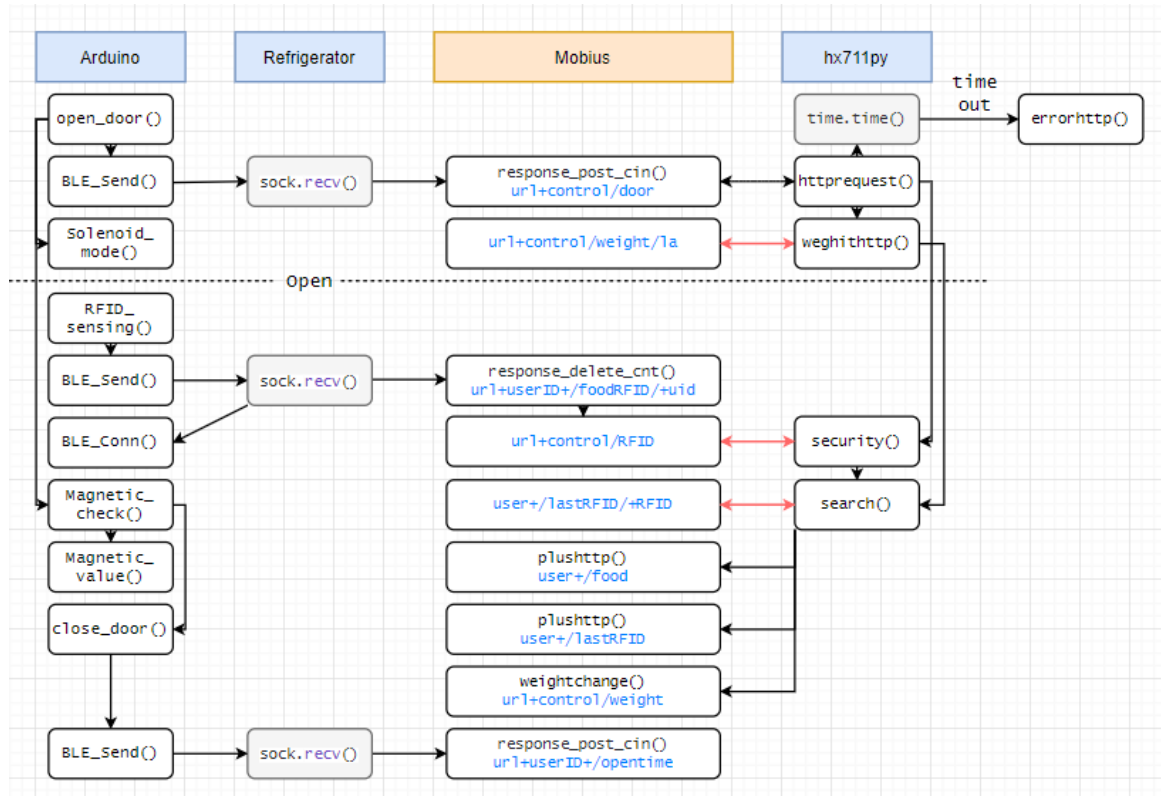 Arduino
Refrigerator
Mobius
hx711py
open_door()
time.time()
time
out
errorhttp()
BLE_Send()
sock.recv()
response_post_cin()
url+control/door
httprequest()
Solenoid_
mode()
url+control/weight/la
weghithttp()
Open
RFID_
sensing()
BLE_Send()
sock.recv()
response_delete_cnt()
url+userID+/foodRFID/+uid
BLE_Conn()
url+control/RFID
security()
Magnetic_
check()
user+/lastRFID/+RFID
search()
Magnetic_
value()
plushttp()
user+/food
close_door()
plushttp()
user+/lastRFID
weightchange()
url+control/weight
BLE_Send()
sock.recv()
response_post_cin()
url+userID+/opentime